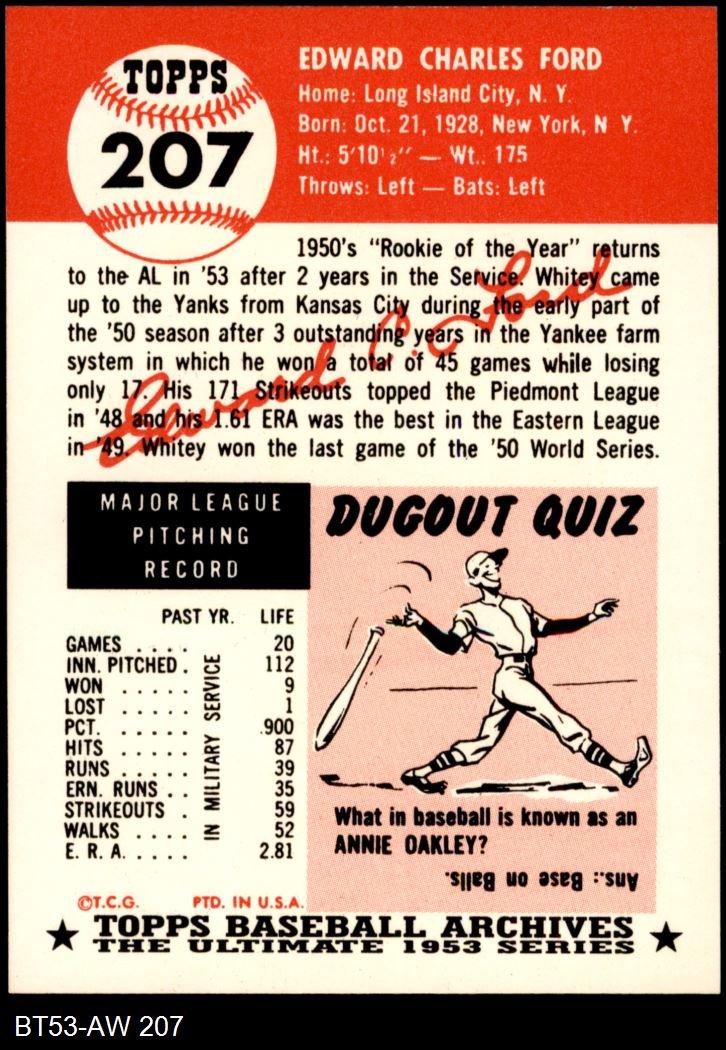 TOPPS
207
EDWARD CHARLES FORD
Home: Long Island City, N. Y.
Born: Oct. 21, 1928, New York, N Y.
Ht.: 5'10½" — Wt.. 175
Throws: Left — Bats: Left
1950's "Rookie of the Year" returns
to the AL in '53 after 2 years in the Service. Whitey came
up to the Yanks from Kansas City during the early part of
the '50 season after 3 outstanding years in the Yankee farm
system in which he won a total of 45 games while losing
only 17. His 171 Strikeouts topped the Piedmont League
in '48 and his 1.61 ERA was the best in the Eastern League
in '49. Whitey won the last game of the '50 World Series.
Edward C. Ford
MAJOR LEAGUE
PITCHING
RECORD
PAST YR. LIFE
GAMES . . . . 20
INN. PITCHED . 112
WON . . . . . 9
LOST . . . . . 1
PCT. . . . . . .900
HITS . . . . . 87
RUNS . . . . . 39
ERN. RUNS . . 35
STRIKEOUTS . 59
WALKS . . . . 52
E. R. A. . . . . 2.81
IN MILITARY SERVICE
DUGOUT QUIZ
What in baseball is known as an
ANNIE OAKLEY?
Ans.: Base on Balls.
©T.C.G. PTD. IN U.S.A.
★ TOPPS BASEBALL ARCHIVES ★
THE ULTIMATE 1953 SERIES
BT53-AW 207